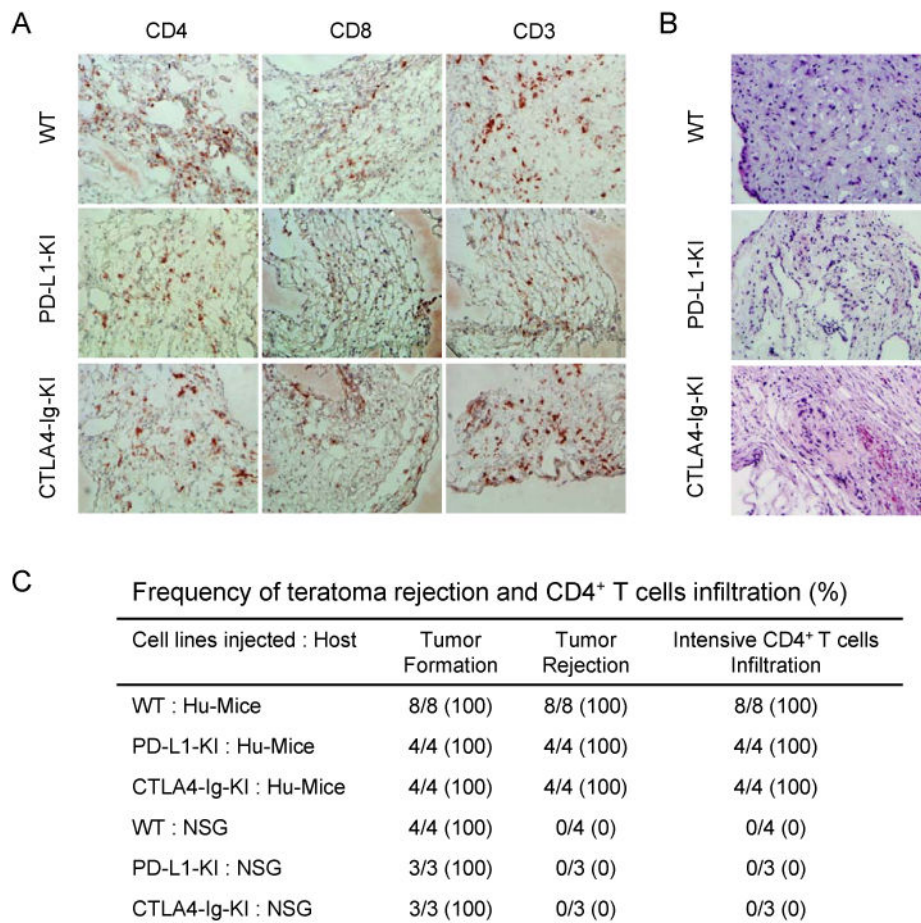 A
CD4 CD8 CD3
WT
PD-L1-KI
CTLA4-Ig-KI
B
WT
PD-L1-KI
CTLA4-Ig-KI
C
Frequency of teratoma rejection and CD4⁺ T cells infiltration (%)
Cell lines injected : Host Tumor Formation Tumor Rejection Intensive CD4⁺ T cells Infiltration
WT : Hu-Mice 8/8 (100) 8/8 (100) 8/8 (100)
PD-L1-KI : Hu-Mice 4/4 (100) 4/4 (100) 4/4 (100)
CTLA4-Ig-KI : Hu-Mice 4/4 (100) 4/4 (100) 4/4 (100)
WT : NSG 4/4 (100) 0/4 (0) 0/4 (0)
PD-L1-KI : NSG 3/3 (100) 0/3 (0) 0/3 (0)
CTLA4-Ig-KI : NSG 3/3 (100) 0/3 (0) 0/3 (0)